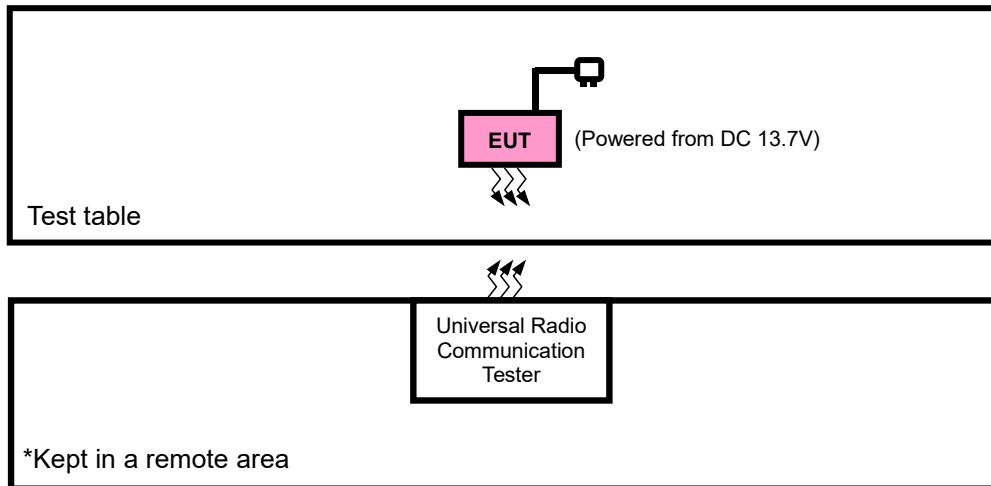 EUT
(Powered from DC 13.7V)
Test table
Universal Radio
Communication
Tester
*Kept in a remote area